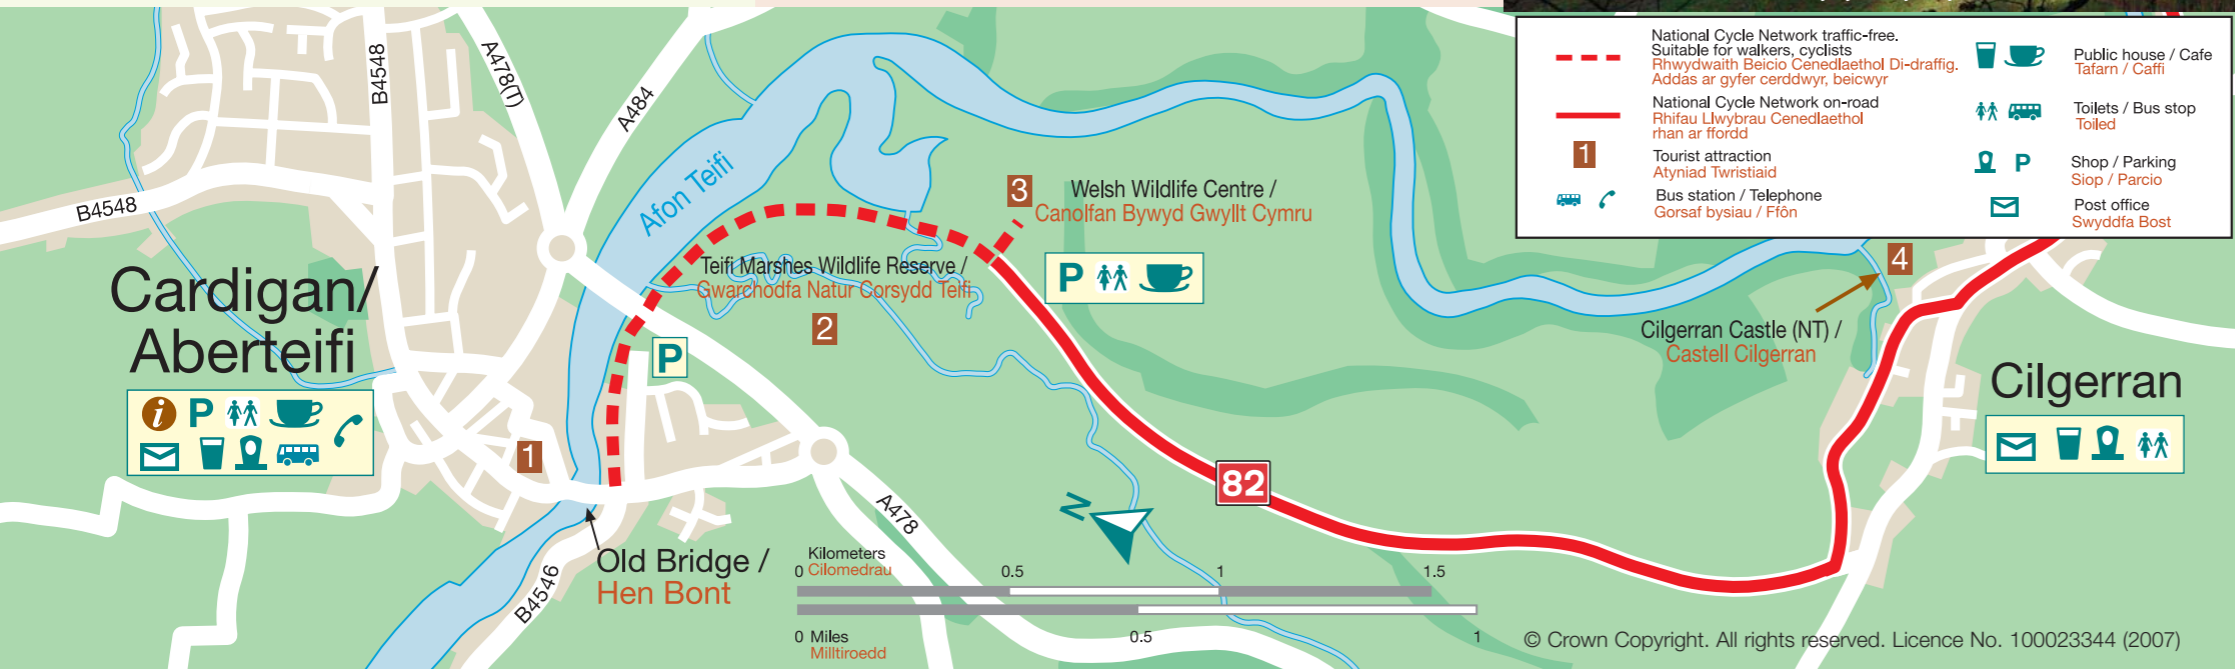 B4548
A478(T)
A484
B4548
Afon Teifi
Cardigan/
Aberteifi
i P
P
1
Teifi Marshes Wildlife Reserve /
Gwarchodfa Natur Corsydd Teifi
2
3
Welsh Wildlife Centre /
Canolfan Bywyd Gwyllt Cymru
P
82
A478
Old Bridge /
Hen Bont
B4546
N
Kilometers
Cilomedrau
0 0.5 1 1.5
0 0.5 1
Miles
Milltiroedd
4
Cilgerran Castle (NT) /
Castell Cilgerran
Cilgerran
National Cycle Network traffic-free.
Suitable for walkers, cyclists
Rhwydwaith Beicio Cenedlaethol Di-draffig.
Addas ar gyfer cerddwyr, beicwyr
National Cycle Network on-road
Rhifau Llwybrau Cenedlaethol
rhan ar ffordd
1
Tourist attraction
Atyniad Twristiaid
Bus station / Telephone
Gorsaf bysiau / Ffôn
Public house / Cafe
Tafarn / Caffi
Toilets / Bus stop
Toiled
P
Shop / Parking
Siop / Parcio
Post office
Swyddfa Bost
© Crown Copyright. All rights reserved. Licence No. 100023344 (2007)